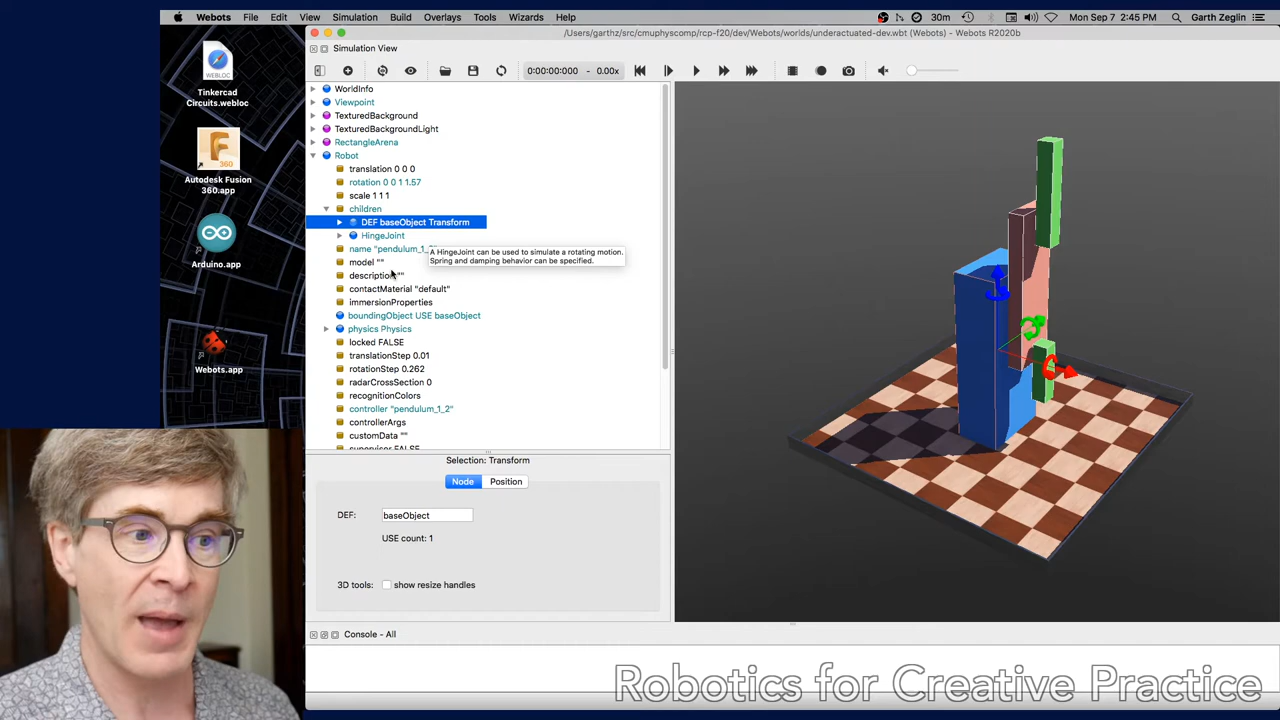 Webots File Edit View Simulation Build Overlays Tools Wizards Help
30m Mon Sep 7 2:45 PM Garth Zeglin
/Users/garthz/src/cmuphyscomp/rcp-f20/dev/Webots/worlds/underactuated-dev.wbt (Webots) - Webots R2020b
Simulation View
0:00:00:000 - 0.00x
WEBLOC
Tinkercad
Circuits.webloc
360
Autodesk Fusion
360.app
Arduino.app
Webots.app
WorldInfo
Viewpoint
TexturedBackground
TexturedBackgroundLight
RectangleArena
Robot
translation 0 0 0
rotation 0 0 1 1.57
scale 1 1 1
children
DEF baseObject Transform
HingeJoint
name "pendulum_1_
A HingeJoint can be used to simulate a rotating motion.
Spring and damping behavior can be specified.
model ""
description ""
contactMaterial "default"
immersionProperties
boundingObject USE baseObject
physics Physics
locked FALSE
translationStep 0.01
rotationStep 0.262
radarCrossSection 0
recognitionColors
controller "pendulum_1_2"
controllerArgs
customData ""
supervisor FALSE
Selection: Transform
Node Position
DEF: baseObject
USE count: 1
3D tools: show resize handles
Console - All
Robotics for Creative Practice